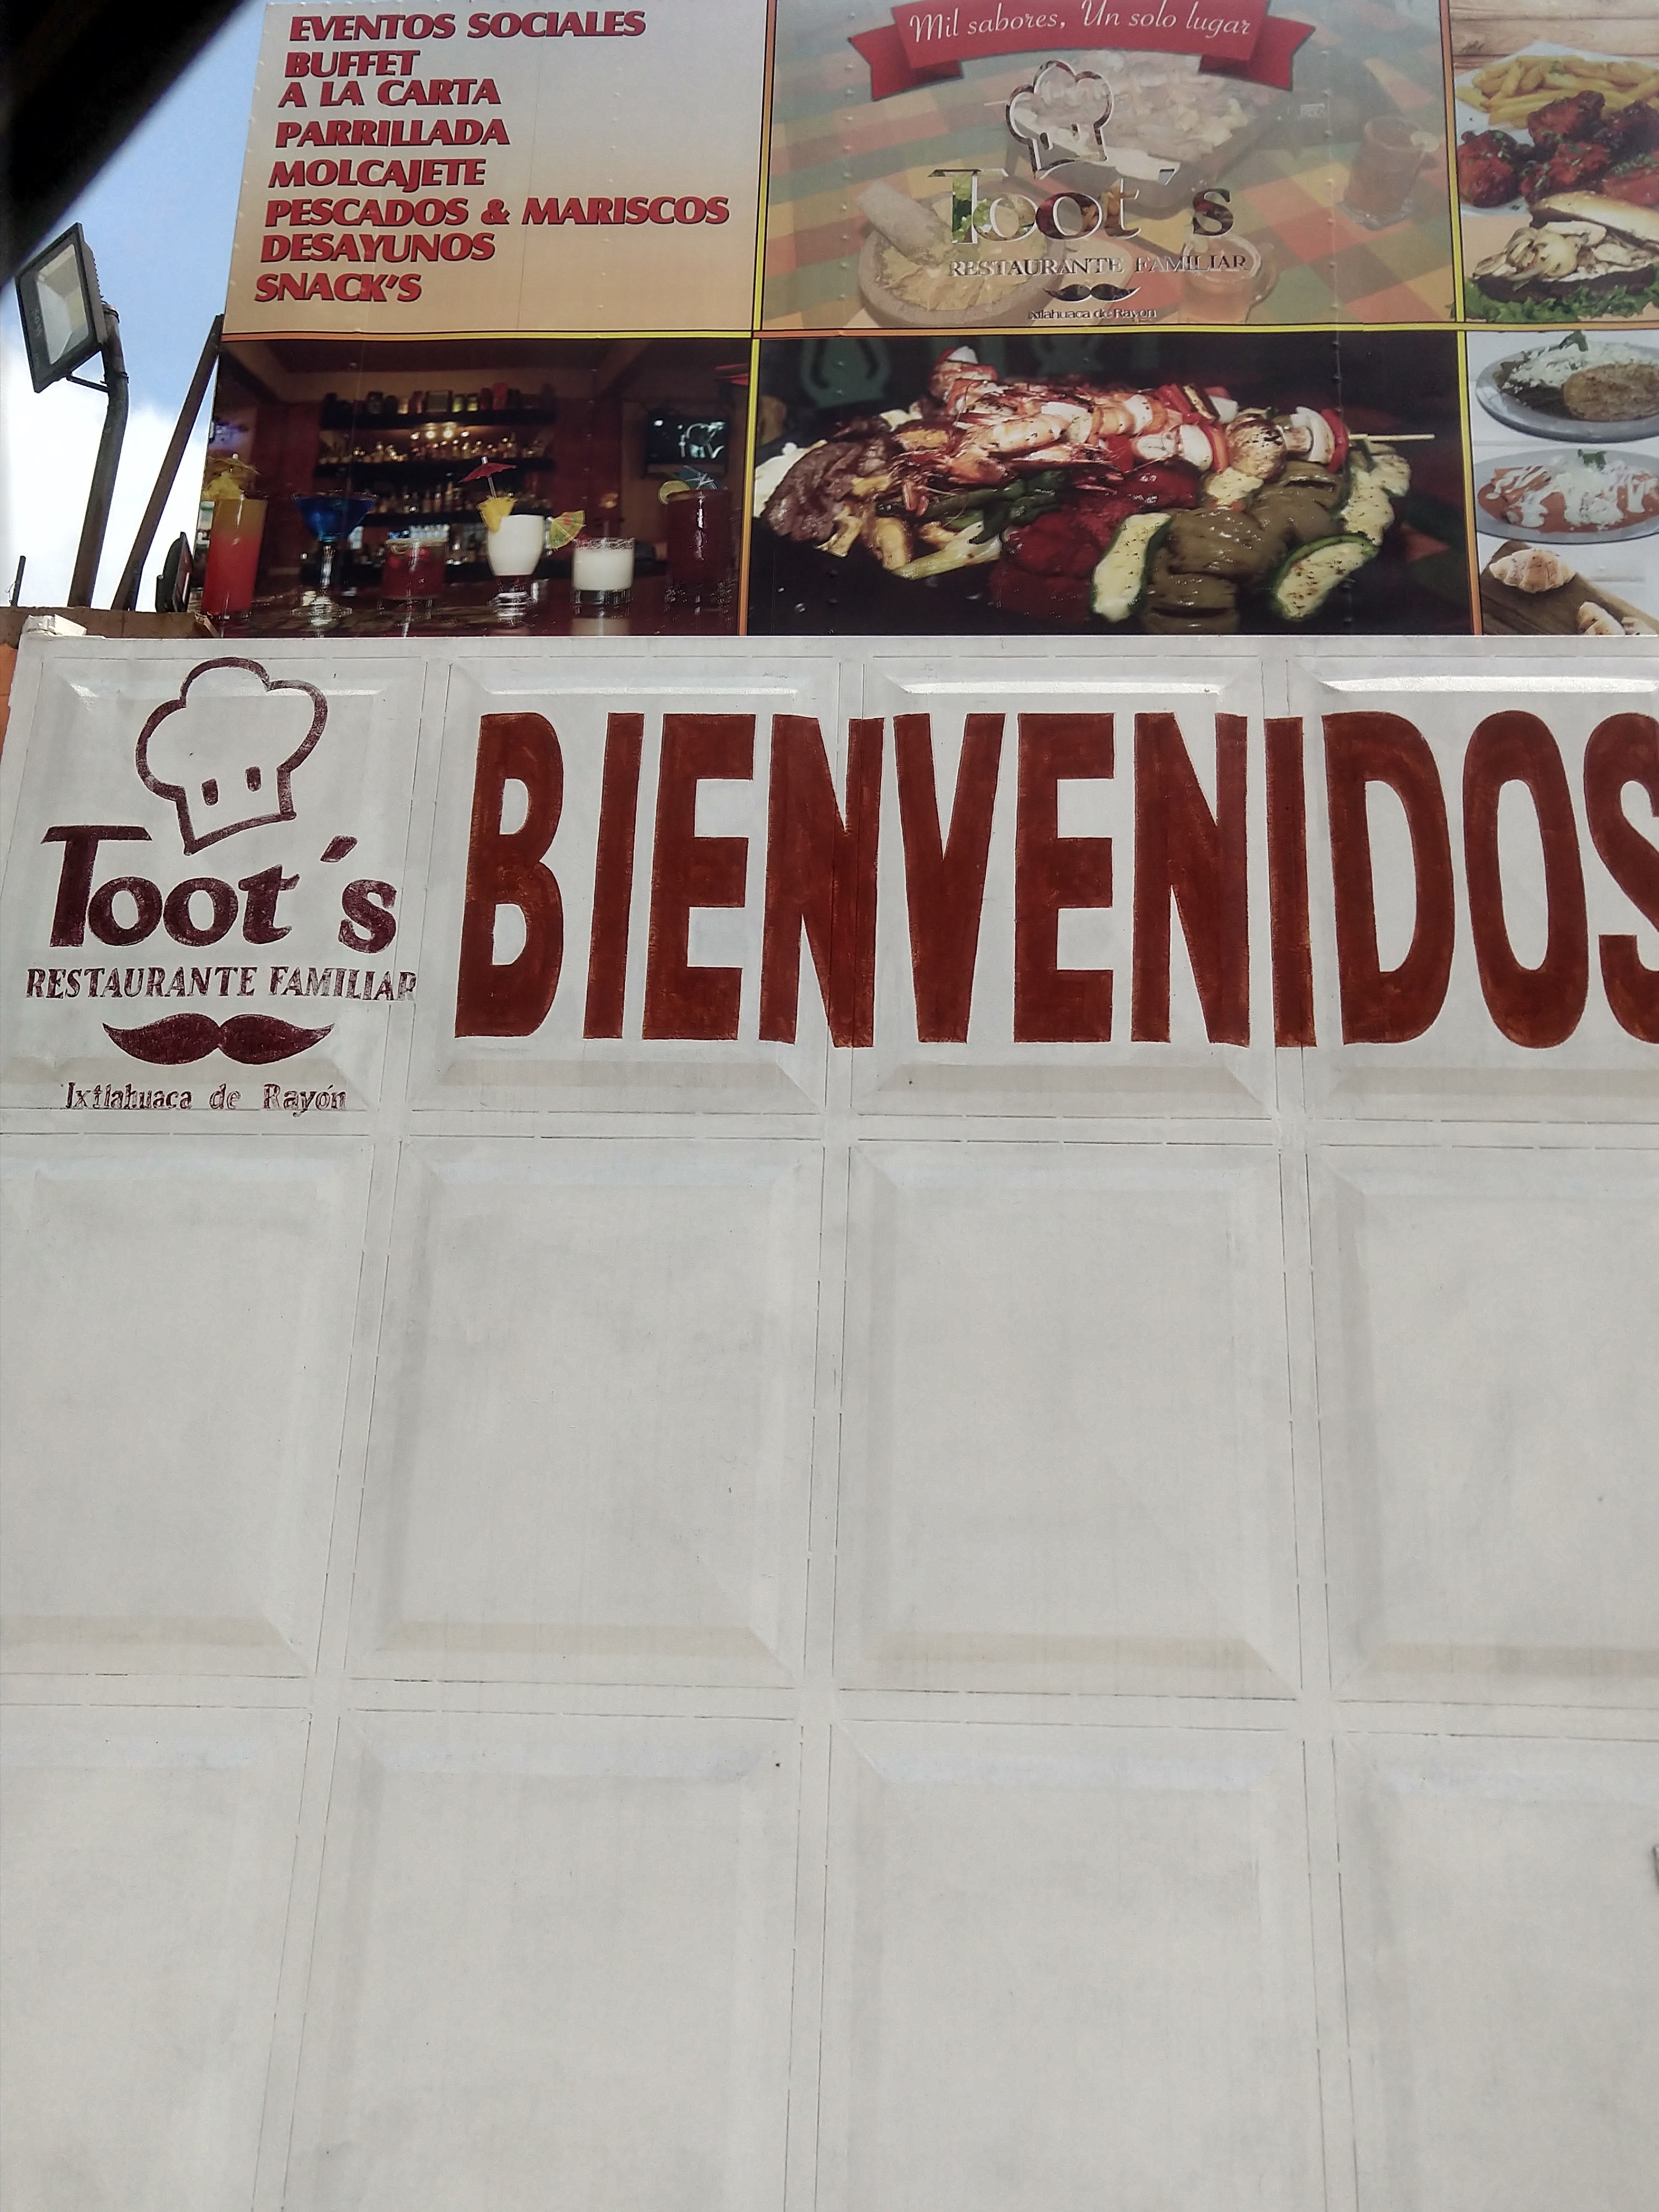 EVENTOS SOCIALES
BUFFET
A LA CARTA
PARRILLADA
MOLCAJETE
PESCADOS & MARISCOS
DESAYUNOS
SNACK'S
Mil sabores, Un solo lugar
Toot´s
RESTAURANTE FAMILIAR
Ixtlahuaca de Rayón
Toot´s
RESTAURANTE FAMILIAR
Ixtlahuaca de Rayón
BIENVENIDOS